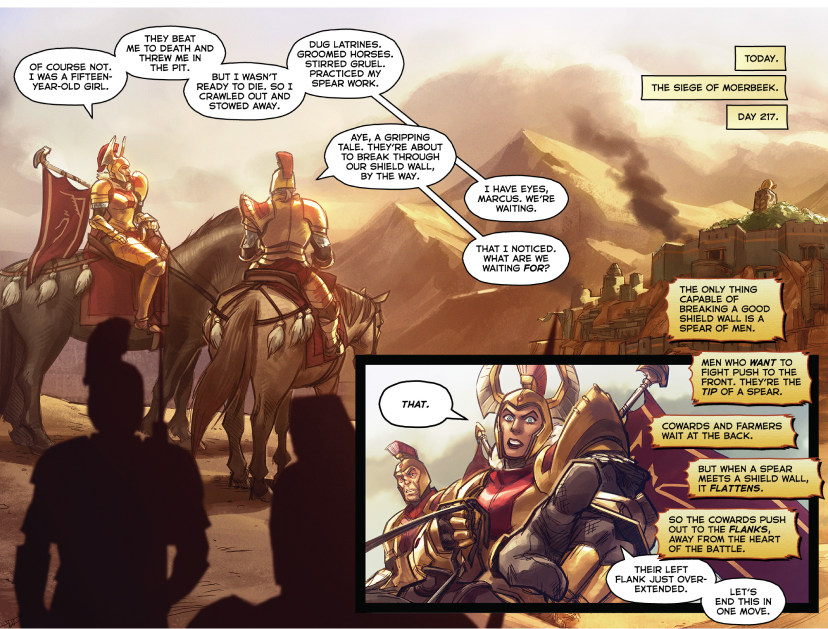 OF COURSE NOT.
I WAS A FIFTEEN-
YEAR-OLD GIRL.
THEY BEAT
ME TO DEATH AND
THREW ME IN
THE PIT.
BUT I WASN'T
READY TO DIE. SO I
CRAWLED OUT AND
STOWED AWAY.
DUG LATRINES.
GROOMED HORSES.
STIRRED GRUEL.
PRACTICED MY
SPEAR WORK.
AYE, A GRIPPING
TALE. THEY'RE ABOUT
TO BREAK THROUGH
OUR SHIELD WALL,
BY THE WAY.
I HAVE EYES,
MARCUS. WE'RE
WAITING.
THAT I NOTICED.
WHAT ARE WE
WAITING FOR?
TODAY.
THE SIEGE OF MOERBEEK.
DAY 217.
THE ONLY THING
CAPABLE OF
BREAKING A GOOD
SHIELD WALL IS A
SPEAR OF MEN.
MEN WHO WANT TO
FIGHT PUSH TO THE
FRONT. THEY'RE THE
TIP OF A SPEAR.
COWARDS AND FARMERS
WAIT AT THE BACK.
BUT WHEN A SPEAR
MEETS A SHIELD WALL,
IT FLATTENS.
SO THE COWARDS PUSH
OUT TO THE FLANKS,
AWAY FROM THE HEART
OF THE BATTLE.
THAT.
THEIR LEFT
FLANK JUST OVER-
EXTENDED.
LET'S
END THIS IN
ONE MOVE.